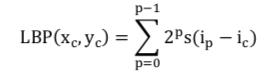 LBP(x_c, y_c) = \sum_{p=0}^{p-1} 2^p s(i_p - i_c)